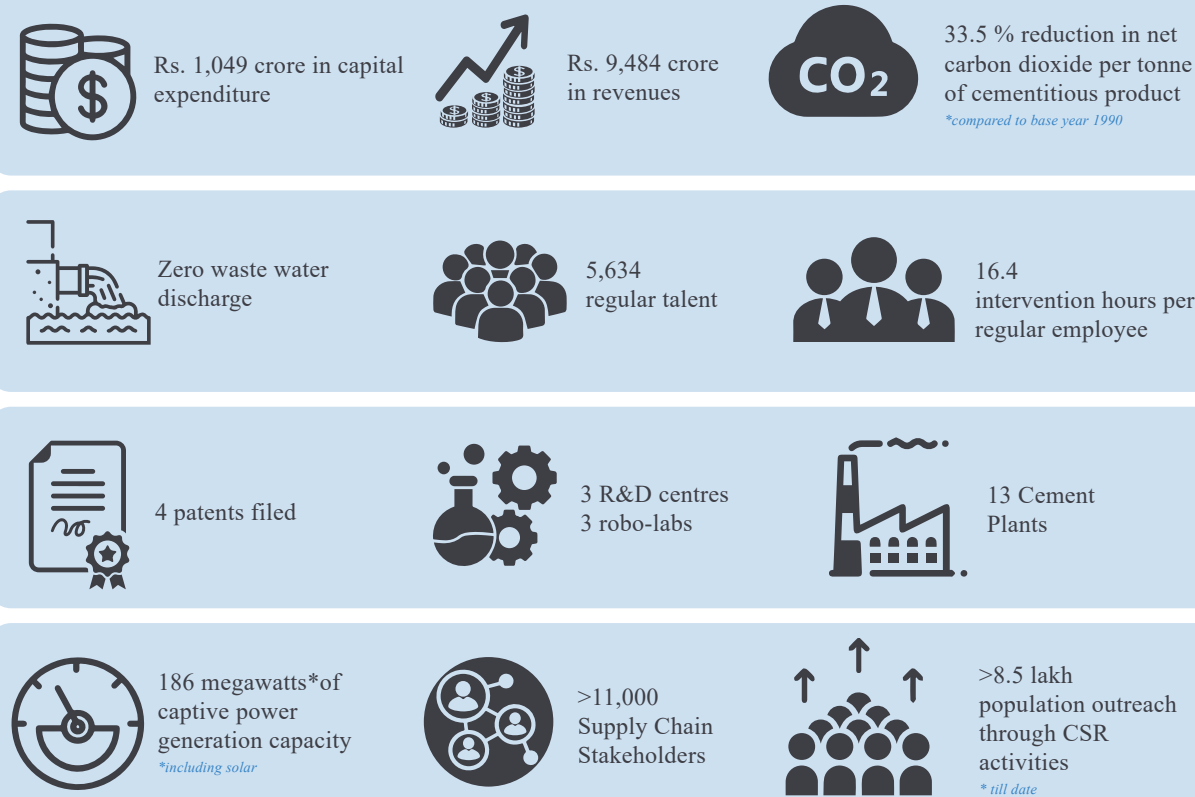 Rs. 1,049 crore in capital
expenditure
Rs. 9,484 crore
in revenues
CO2
33.5 % reduction in net
carbon dioxide per tonne
of cementitious product
*compared to base year 1990
Zero waste water
discharge
5,634
regular talent
16.4
intervention hours per
regular employee
4 patents filed
3 R&D centres
3 robo-labs
13 Cement
Plants
186 megawatts*of
captive power
generation capacity
*including solar
>11,000
Supply Chain
Stakeholders
>8.5 lakh
population outreach
through CSR
activities
* till date